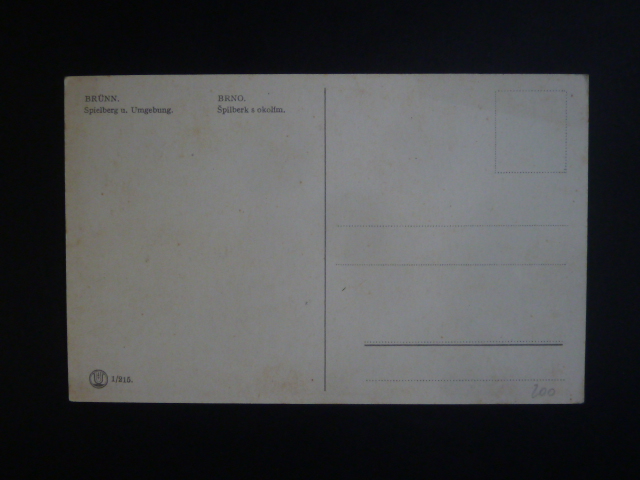 BRÜNN.
Spielberg u. Umgebung.
BRNO.
Špilberk s okolím.
1/215.
200